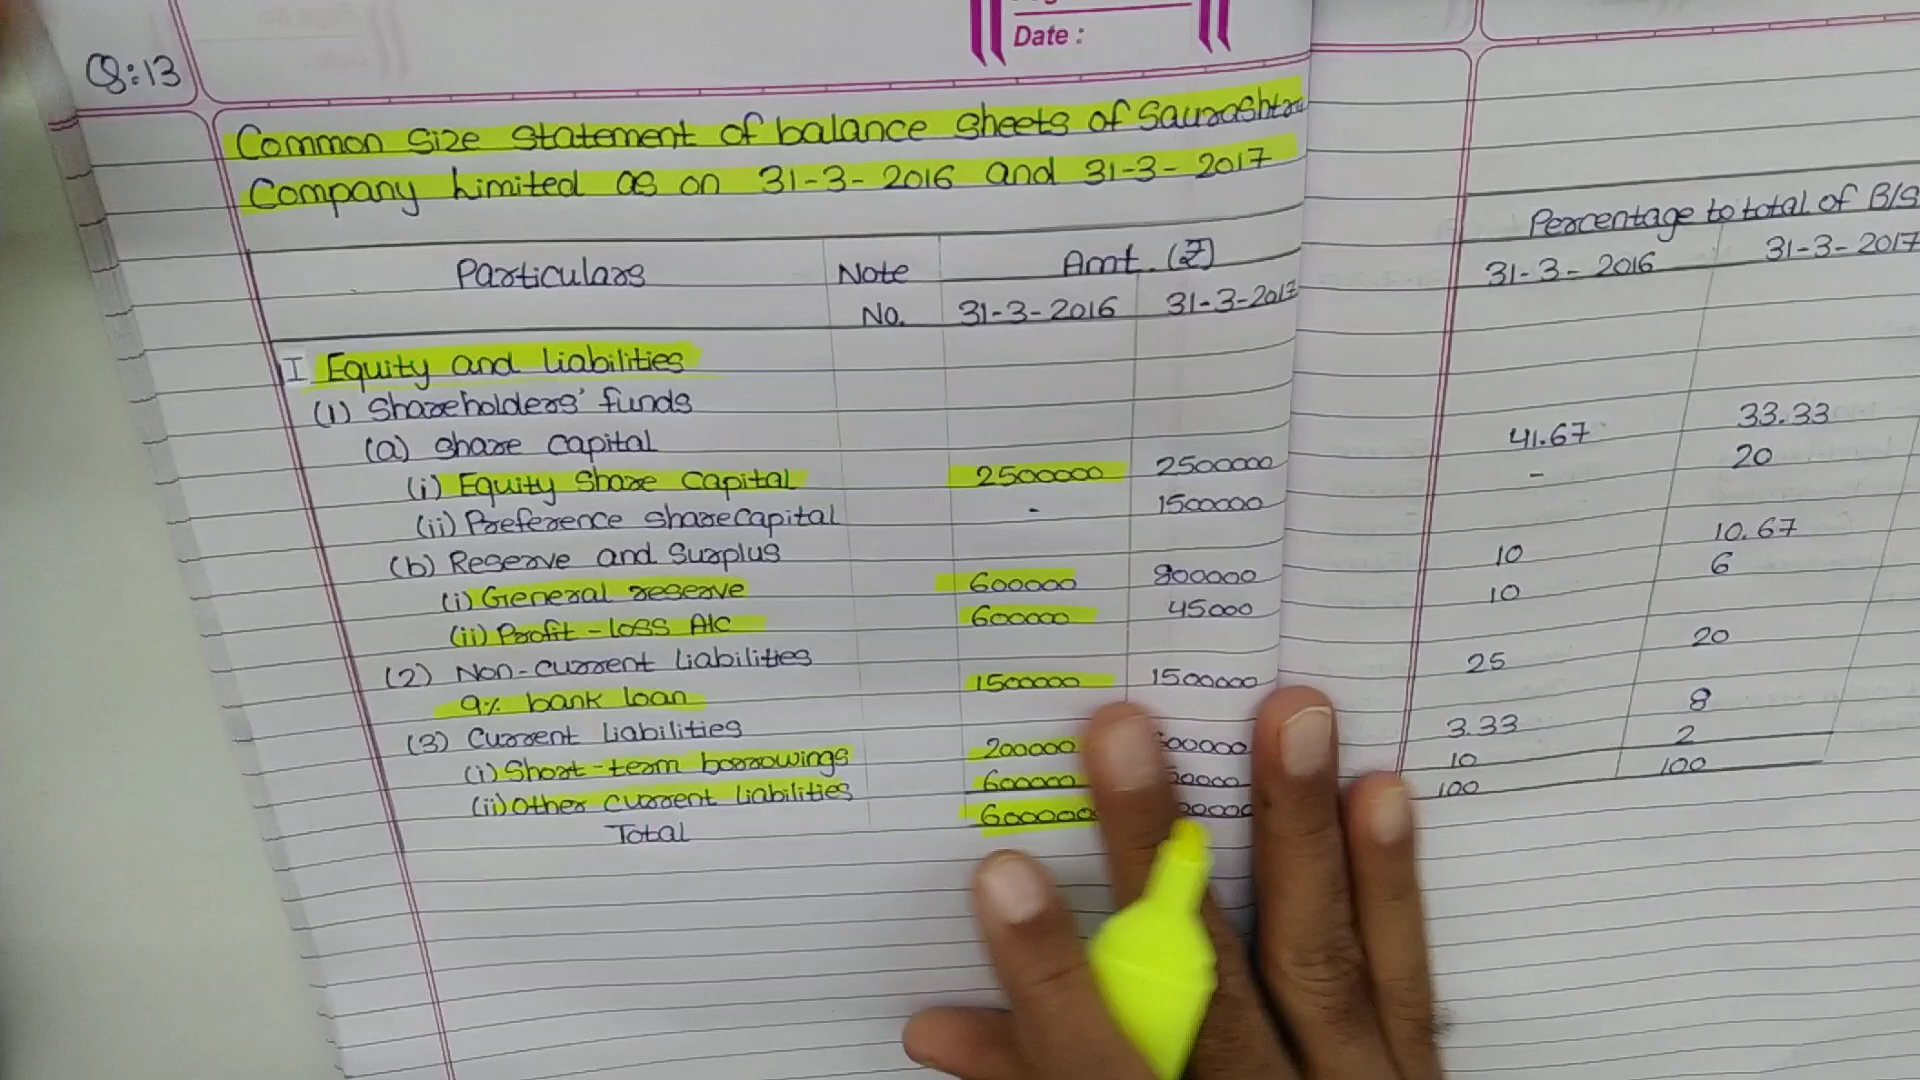 Date :
Q:13
Common size statement of balance sheets of Saurashtra
Company Limited as on 31-3-2016 and 31-3-2017
Particulars Note No. Amt. (₹) Percentage to total of B/S
31-3-2016 31-3-2017 31-3-2016 31-3-2017
I Equity and Liabilities
(1) Shareholders' funds
(a) Share capital
(i) Equity Share Capital 2500000 2500000 41.67 33.33
(ii) Preference share capital - 1500000 - 20
(b) Reserve and Surplus
(i) General reserve 600000 800000 10 10.67
(ii) Profit - loss A/c 600000 45000 10 6
(2) Non-current Liabilities
9% bank loan 1500000 1500000 25 20
(3) Current Liabilities
(i) Short-term borrowings 200000 00000 3.33 8
(ii) Other current Liabilities 600000 0000 10 2
Total 600000 0000 100 100